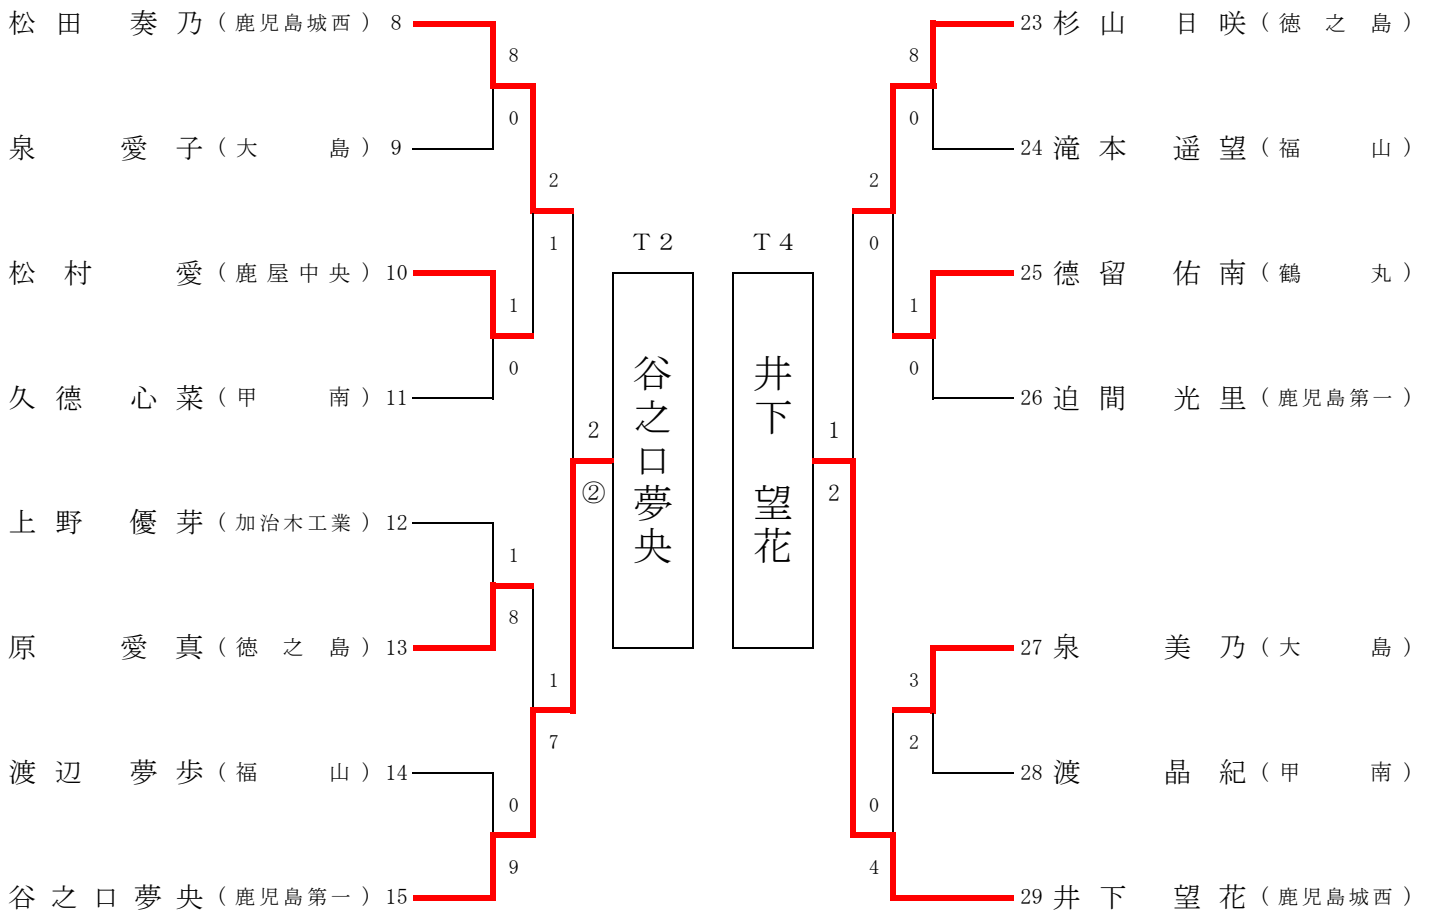 松田 奏乃（鹿児島城西） 8
泉 愛子（大 島） 9
松村 愛（鹿屋中央） 10
久德 心菜（甲 南） 11
上野 優芽（加治木工業） 12
原 愛真（徳之島） 13
渡辺 夢歩（福 山） 14
谷之口夢央（鹿児島第一） 15
8
0
1
0
1
8
0
9
2
1
1
7
2
②
Ｔ２
谷之口夢央
Ｔ４
井下 望花
1
2
2
0
0
4
8
0
1
0
3
2
23 杉山 日咲（徳之島）
24 滝本 遥望（福 山）
25 德留 佑南（鶴 丸）
26 迫間 光里（鹿児島第一）
27 泉 美乃（大 島）
28 渡 晶紀（甲 南）
29 井下 望花（鹿児島城西）